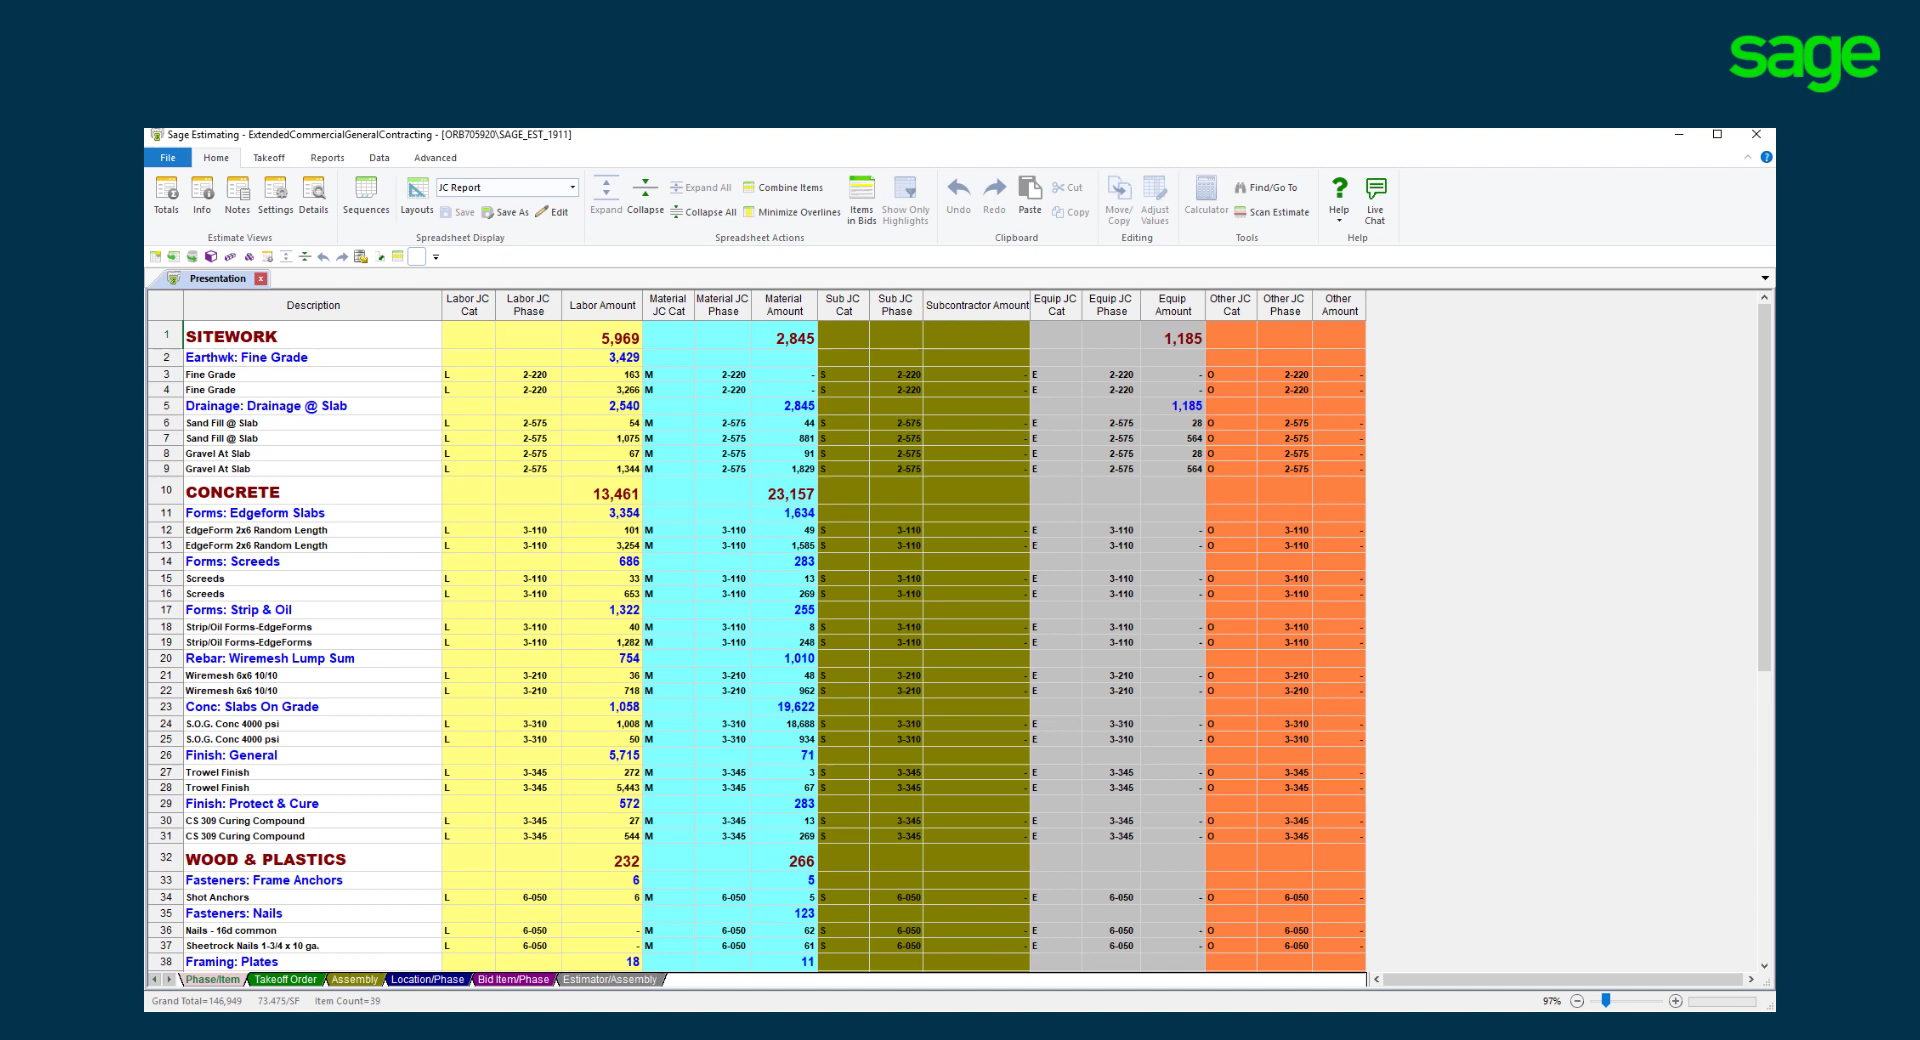 sage
Sage Estimating - ExtendedCommercialGeneralContracting - [ORB705920\SAGE_EST_1911]
File Home Takeoff Reports Data Advanced
JC Report Expand All Combine Items Cut Find/Go To
Totals Info Notes Settings Details Sequences Layouts Save Save As Edit Expand Collapse Collapse All Minimize Overlines Items in Bids Show Only Highlights Undo Redo Paste Copy Move/ Copy Adjust Values Calculator Scan Estimate Help Live Chat
Estimate Views Spreadsheet Display Spreadsheet Actions Clipboard Editing Tools Help
Presentation
Description Labor JC Cat Labor JC Phase Labor Amount Material JC Cat Material JC Phase Material Amount Sub JC Cat Sub JC Phase Subcontractor Amount Equip JC Cat Equip JC Phase Equip Amount Other JC Cat Other JC Phase Other Amount
1 SITEWORK 5,969 2,845 1,185
2 Earthwk: Fine Grade 3,429
3 Fine Grade L 2-220 163 M 2-220 - S 2-220 - E 2-220 - O 2-220 -
4 Fine Grade L 2-220 3,266 M 2-220 - S 2-220 - E 2-220 - O 2-220 -
5 Drainage: Drainage @ Slab 2,540 2,845 1,185
6 Sand Fill @ Slab L 2-575 54 M 2-575 44 S 2-575 - E 2-575 28 O 2-575 -
7 Sand Fill @ Slab L 2-575 1,075 M 2-575 881 S 2-575 - E 2-575 564 O 2-575 -
8 Gravel At Slab L 2-575 67 M 2-575 91 S 2-575 - E 2-575 28 O 2-575 -
9 Gravel At Slab L 2-575 1,344 M 2-575 1,829 S 2-575 - E 2-575 564 O 2-575 -
10 CONCRETE 13,461 23,157
11 Forms: Edgeform Slabs 3,354 1,634
12 EdgeForm 2x6 Random Length L 3-110 101 M 3-110 49 S 3-110 - E 3-110 - O 3-110 -
13 EdgeForm 2x6 Random Length L 3-110 3,254 M 3-110 1,585 S 3-110 - E 3-110 - O 3-110 -
14 Forms: Screeds 686 283
15 Screeds L 3-110 33 M 3-110 13 S 3-110 - E 3-110 - O 3-110 -
16 Screeds L 3-110 653 M 3-110 269 S 3-110 - E 3-110 - O 3-110 -
17 Forms: Strip & Oil 1,322 255
18 Strip/Oil Forms-EdgeForms L 3-110 40 M 3-110 8 S 3-110 - E 3-110 - O 3-110 -
19 Strip/Oil Forms-EdgeForms L 3-110 1,282 M 3-110 248 S 3-110 - E 3-110 - O 3-110 -
20 Rebar: Wiremesh Lump Sum 754 1,010
21 Wiremesh 6x6 10/10 L 3-210 36 M 3-210 48 S 3-210 - E 3-210 - O 3-210 -
22 Wiremesh 6x6 10/10 L 3-210 718 M 3-210 962 S 3-210 - E 3-210 - O 3-210 -
23 Conc: Slabs On Grade 1,058 19,622
24 S.O.G. Conc 4000 psi L 3-310 1,008 M 3-310 18,688 S 3-310 - E 3-310 - O 3-310 -
25 S.O.G. Conc 4000 psi L 3-310 50 M 3-310 934 S 3-310 - E 3-310 - O 3-310 -
26 Finish: General 5,715 71
27 Trowel Finish L 3-345 272 M 3-345 3 S 3-345 - E 3-345 - O 3-345 -
28 Trowel Finish L 3-345 5,443 M 3-345 67 S 3-345 - E 3-345 - O 3-345 -
29 Finish: Protect & Cure 572 283
30 CS 309 Curing Compound L 3-345 27 M 3-345 13 S 3-345 - E 3-345 - O 3-345 -
31 CS 309 Curing Compound L 3-345 544 M 3-345 269 S 3-345 - E 3-345 - O 3-345 -
32 WOOD & PLASTICS 232 266
33 Fasteners: Frame Anchors 6 5
34 Shot Anchors L 6-050 6 M 6-050 5 S 6-050 - E 6-050 - O 6-050 -
35 Fasteners: Nails 123
36 Nails - 16d common L 6-050 - M 6-050 62 S 6-050 - E 6-050 - O 6-050 -
37 Sheetrock Nails 1-3/4 x 10 ga. L 6-050 - M 6-050 61 S 6-050 - E 6-050 - O 6-050 -
38 Framing: Plates 18 11
Phase/Item Takeoff Order Assembly Location/Phase Bid Item/Phase Estimator/Assembly
Grand Total=146,949 73.475/SF Item Count=39 97%